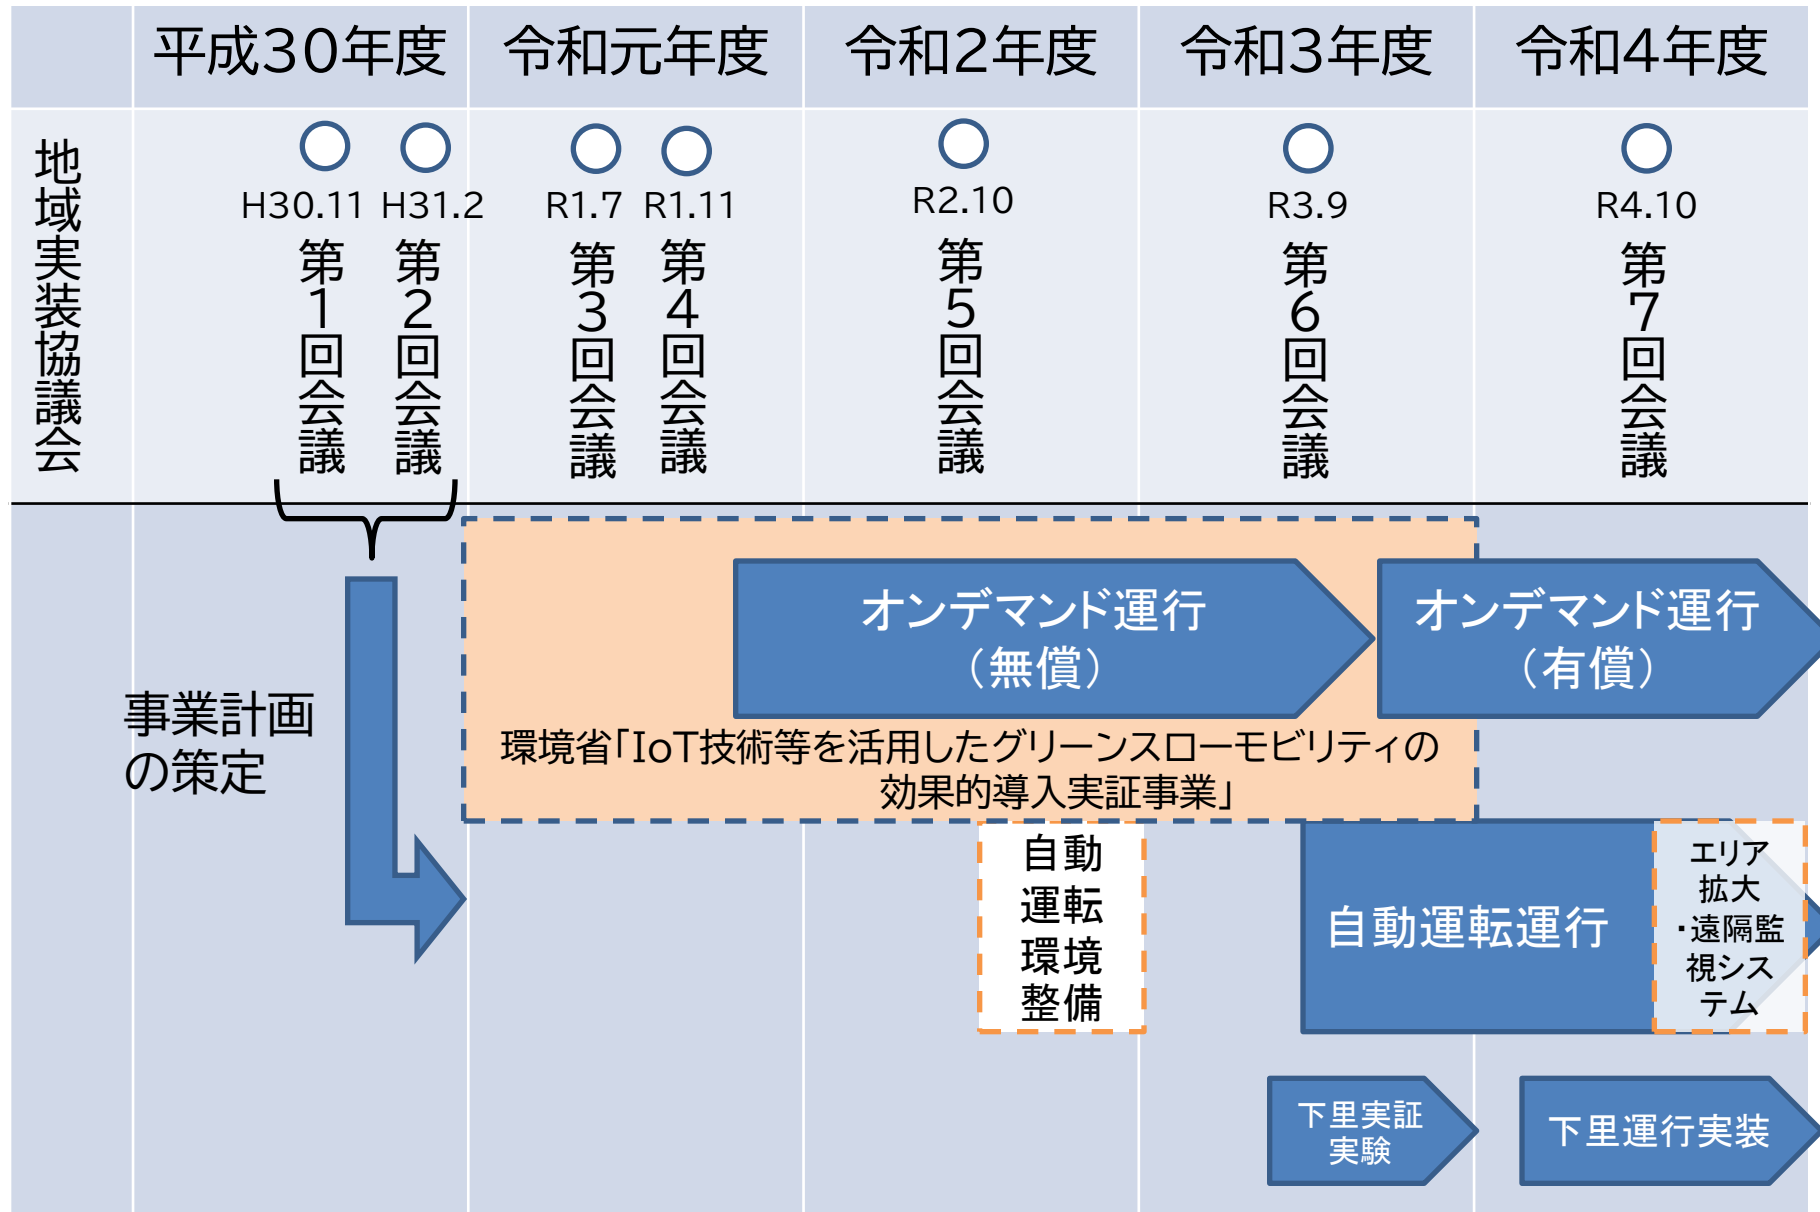 平成30年度
令和元年度
令和2年度
令和3年度
令和4年度
地域実装協議会
H30.11
H31.2
R1.7
R1.11
R2.10
R3.9
R4.10
第1回会議
第2回会議
第3回会議
第4回会議
第5回会議
第6回会議
第7回会議
事業計画
の策定
オンデマンド運行
（無償）
オンデマンド運行
（有償）
環境省「IoT技術等を活用したグリーンスローモビリティの
効果的導入実証事業」
自動
運転
環境
整備
自動運転運行
エリア
拡大
・遠隔監
視シス
テム
下里実証
実験
下里運行実装